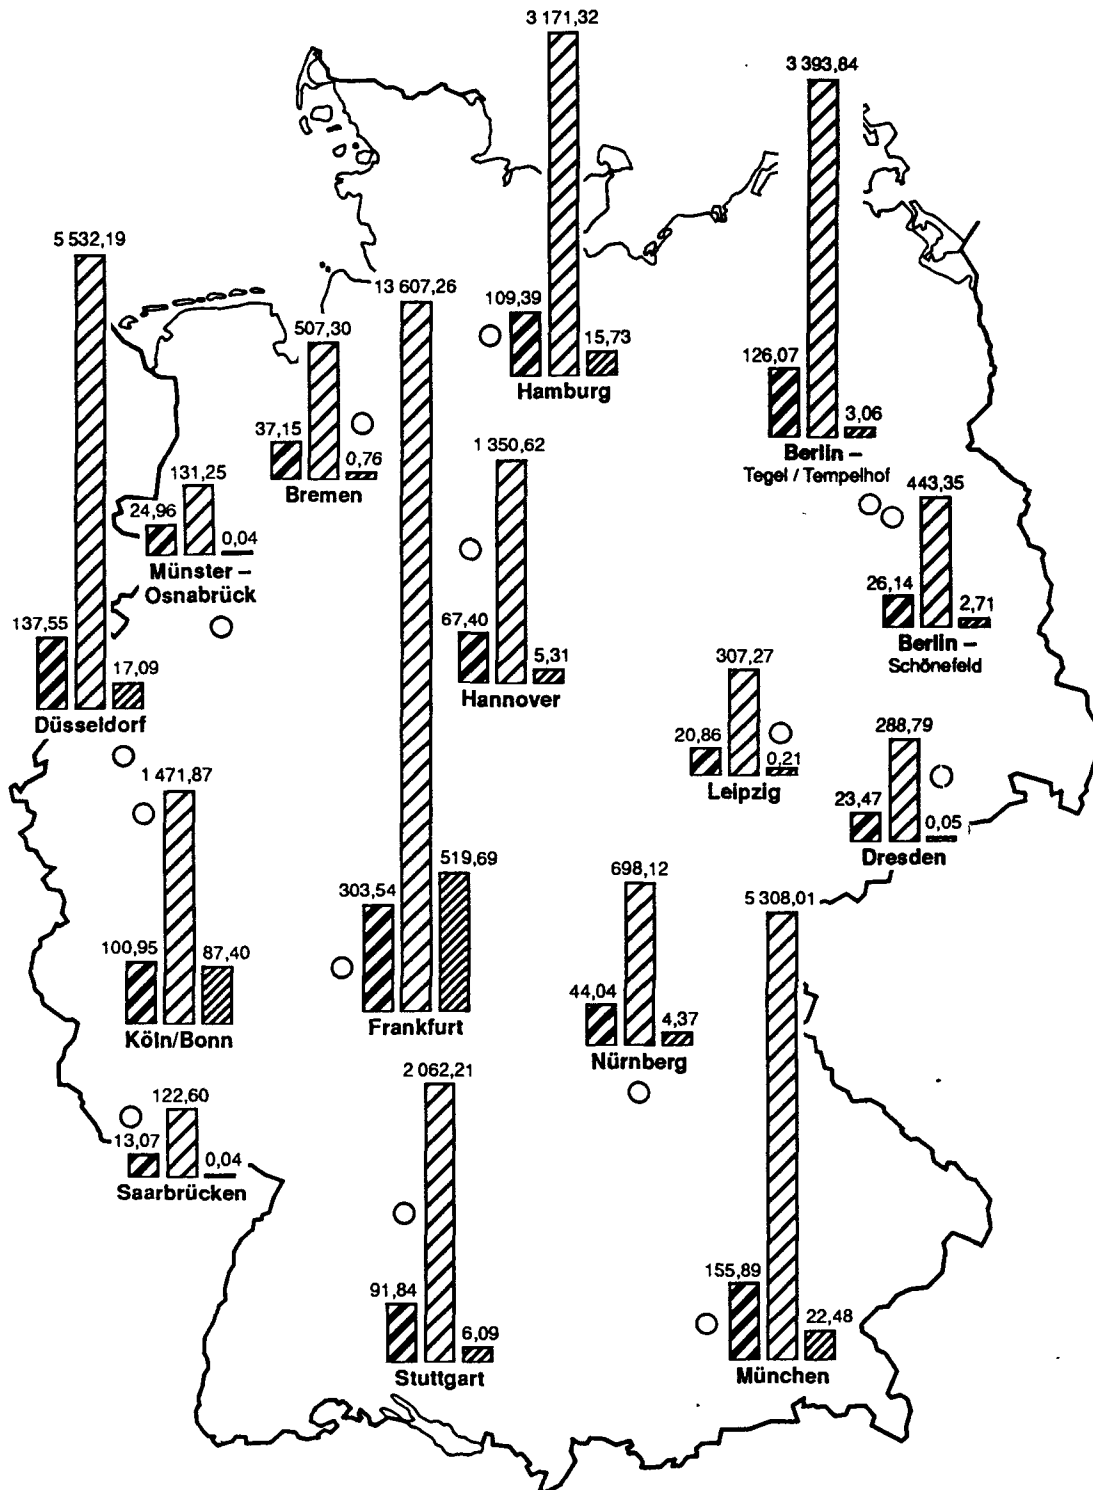 3 171,32
109,39
15,73
Hamburg
3 393,84
126,07
3,06
Berlin –
Tegel / Tempelhof
5 532,19
137,55
17,09
Düsseldorf
13 607,26
303,54
519,69
Frankfurt
507,30
37,15
0,76
Bremen
131,25
24,96
0,04
Münster –
Osnabrück
1 350,62
67,40
5,31
Hannover
443,35
26,14
2,71
Berlin –
Schönefeld
307,27
20,86
0,21
Leipzig
288,79
23,47
0,05
Dresden
1 471,87
100,95
87,40
Köln/Bonn
698,12
44,04
4,37
Nürnberg
5 308,01
155,89
22,48
München
122,60
13,07
0,04
Saarbrücken
2 062,21
91,84
6,09
Stuttgart